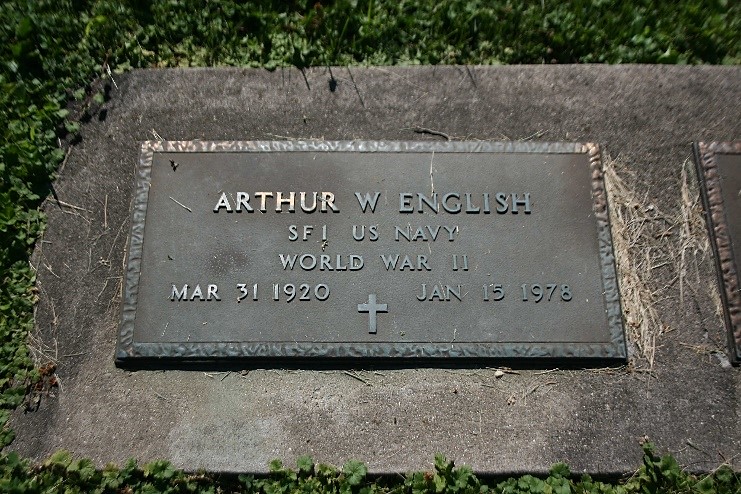 ARTHUR W ENGLISH
SF1 US NAVY
WORLD WAR II
MAR 31 1920 JAN 15 1978